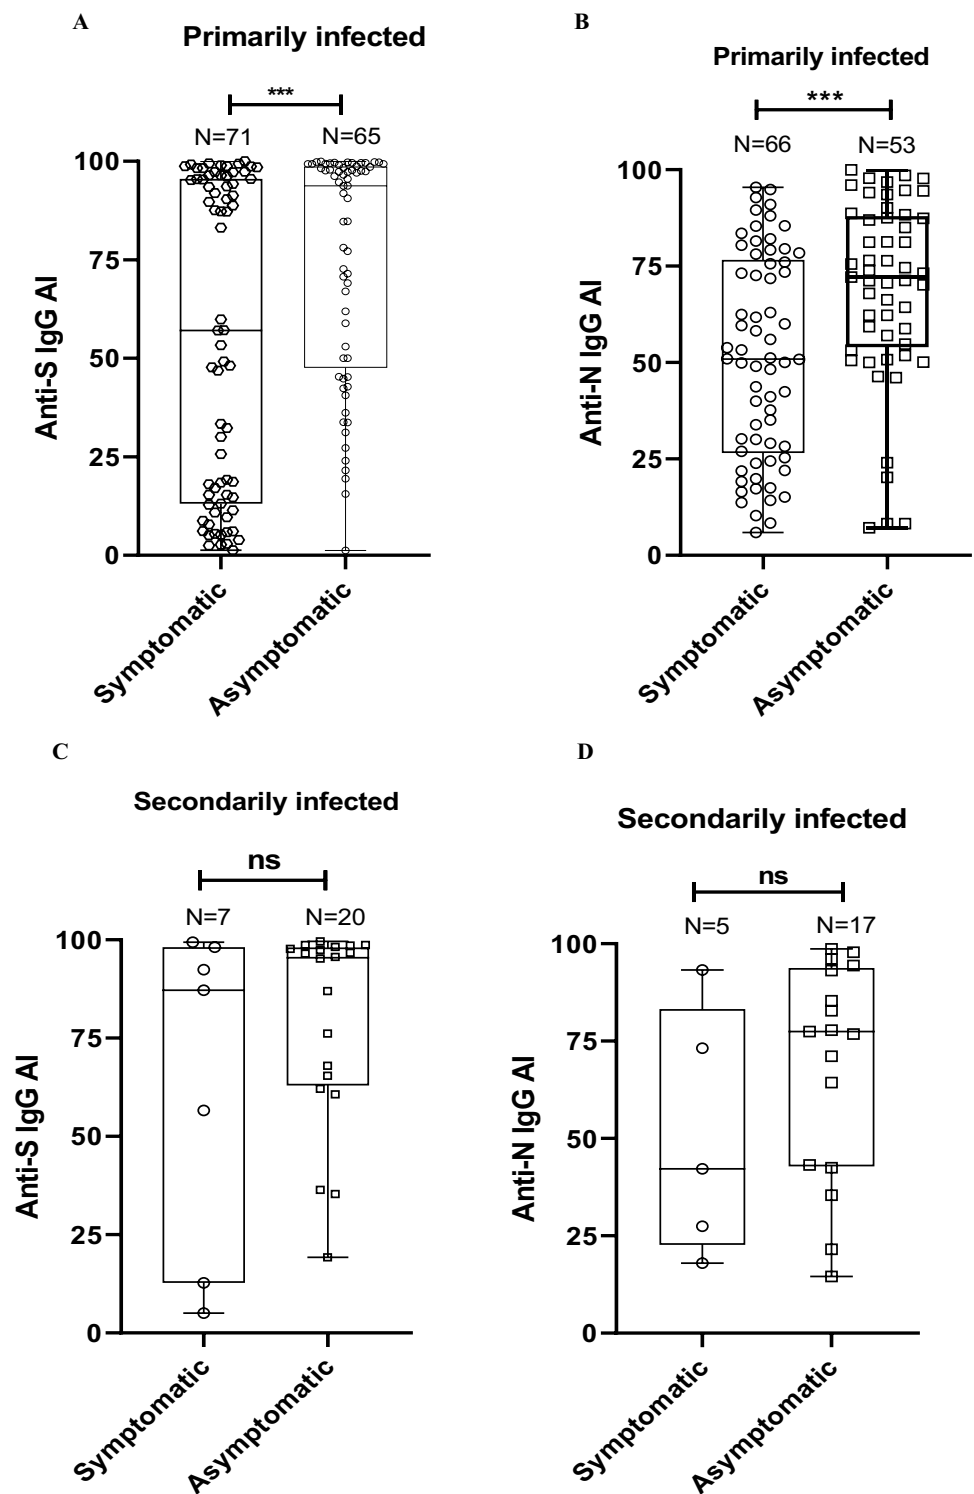 A
Primarily infected
***
N=71
N=65
100
75
50
25
0
Anti-S IgG AI
Symptomatic
Asymptomatic
B
Primarily infected
***
N=66
N=53
100
75
50
25
0
Anti-N IgG AI
Symptomatic
Asymptomatic
C
Secondarily infected
ns
N=7
N=20
100
75
50
25
0
Anti-S IgG AI
Symptomatic
Asymptomatic
D
Secondarily infected
ns
N=5
N=17
100
75
50
25
0
Anti-N IgG AI
Symptomatic
Asymptomatic